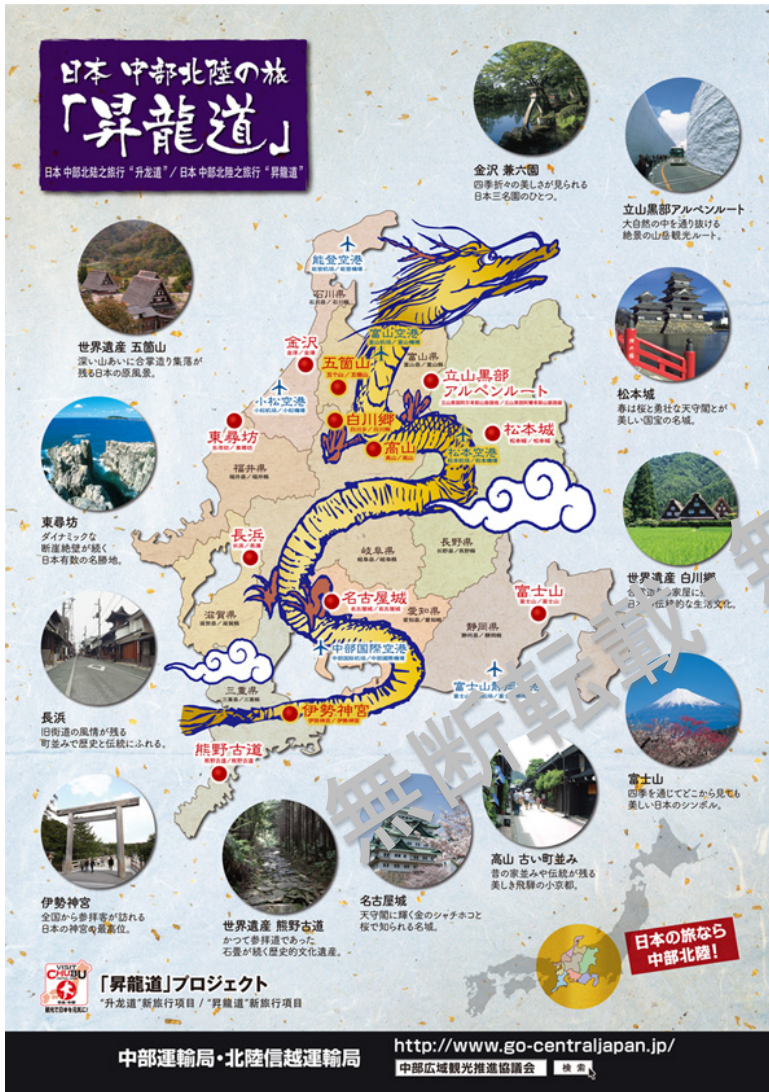 日本 中部北陸の旅
「昇龍道」
日本 中部北陆之旅行 “升龙道” / 日本 中部北陸之旅行 “昇龍道”
金沢 兼六園
四季折々の美しさが見られる
日本三名園のひとつ。
立山黒部アルペンルート
大自然の中を通り抜ける
絶景の山岳観光ルート。
世界遺産 五箇山
深い山あいに合掌造り集落が
残る日本の原風景。
松本城
春は桜と勇壮な天守閣とが
美しい国宝の名城。
東尋坊
ダイナミックな
断崖絶壁が続く
日本有数の名勝地。
世界遺産 白川郷
長浜
旧街道の風情が残る
町並みで歴史と伝統にふれる。
富士山
四季を通じてどこから見ても
美しい日本のシンボル。
伊勢神宮
全国から参拝客が訪れる
日本の神宮の最高位。
世界遺産 熊野古道
かつて参拝道であった
石畳が続く歴史的文化遺産。
名古屋城
天守閣に輝く金のシャチホコと
桜で知られる名城。
高山 古い町並み
昔の家並みや伝統が残る
美しき飛騨の小京都。
能登空港
石川県
金沢
五箇山
富山空港
富山県
立山黒部
アルペンルート
小松空港
白川郷
東尋坊
高山
松本城
松本空港
福井県
長浜
岐阜県
長野県
滋賀県
名古屋城
愛知県
富士山
静岡県
中部国際空港
三重県
伊勢神宮
熊野古道
無断転載
日本の旅なら
中部北陸!
VISIT
CHUBU
観光で日本を元気に!
「昇龍道」プロジェクト
“升龙道”新旅行项目 / “昇龍道”新旅行項目
中部運輸局・北陸信越運輸局
http://www.go-centraljapan.jp/
中部広域観光推進協議会 検索